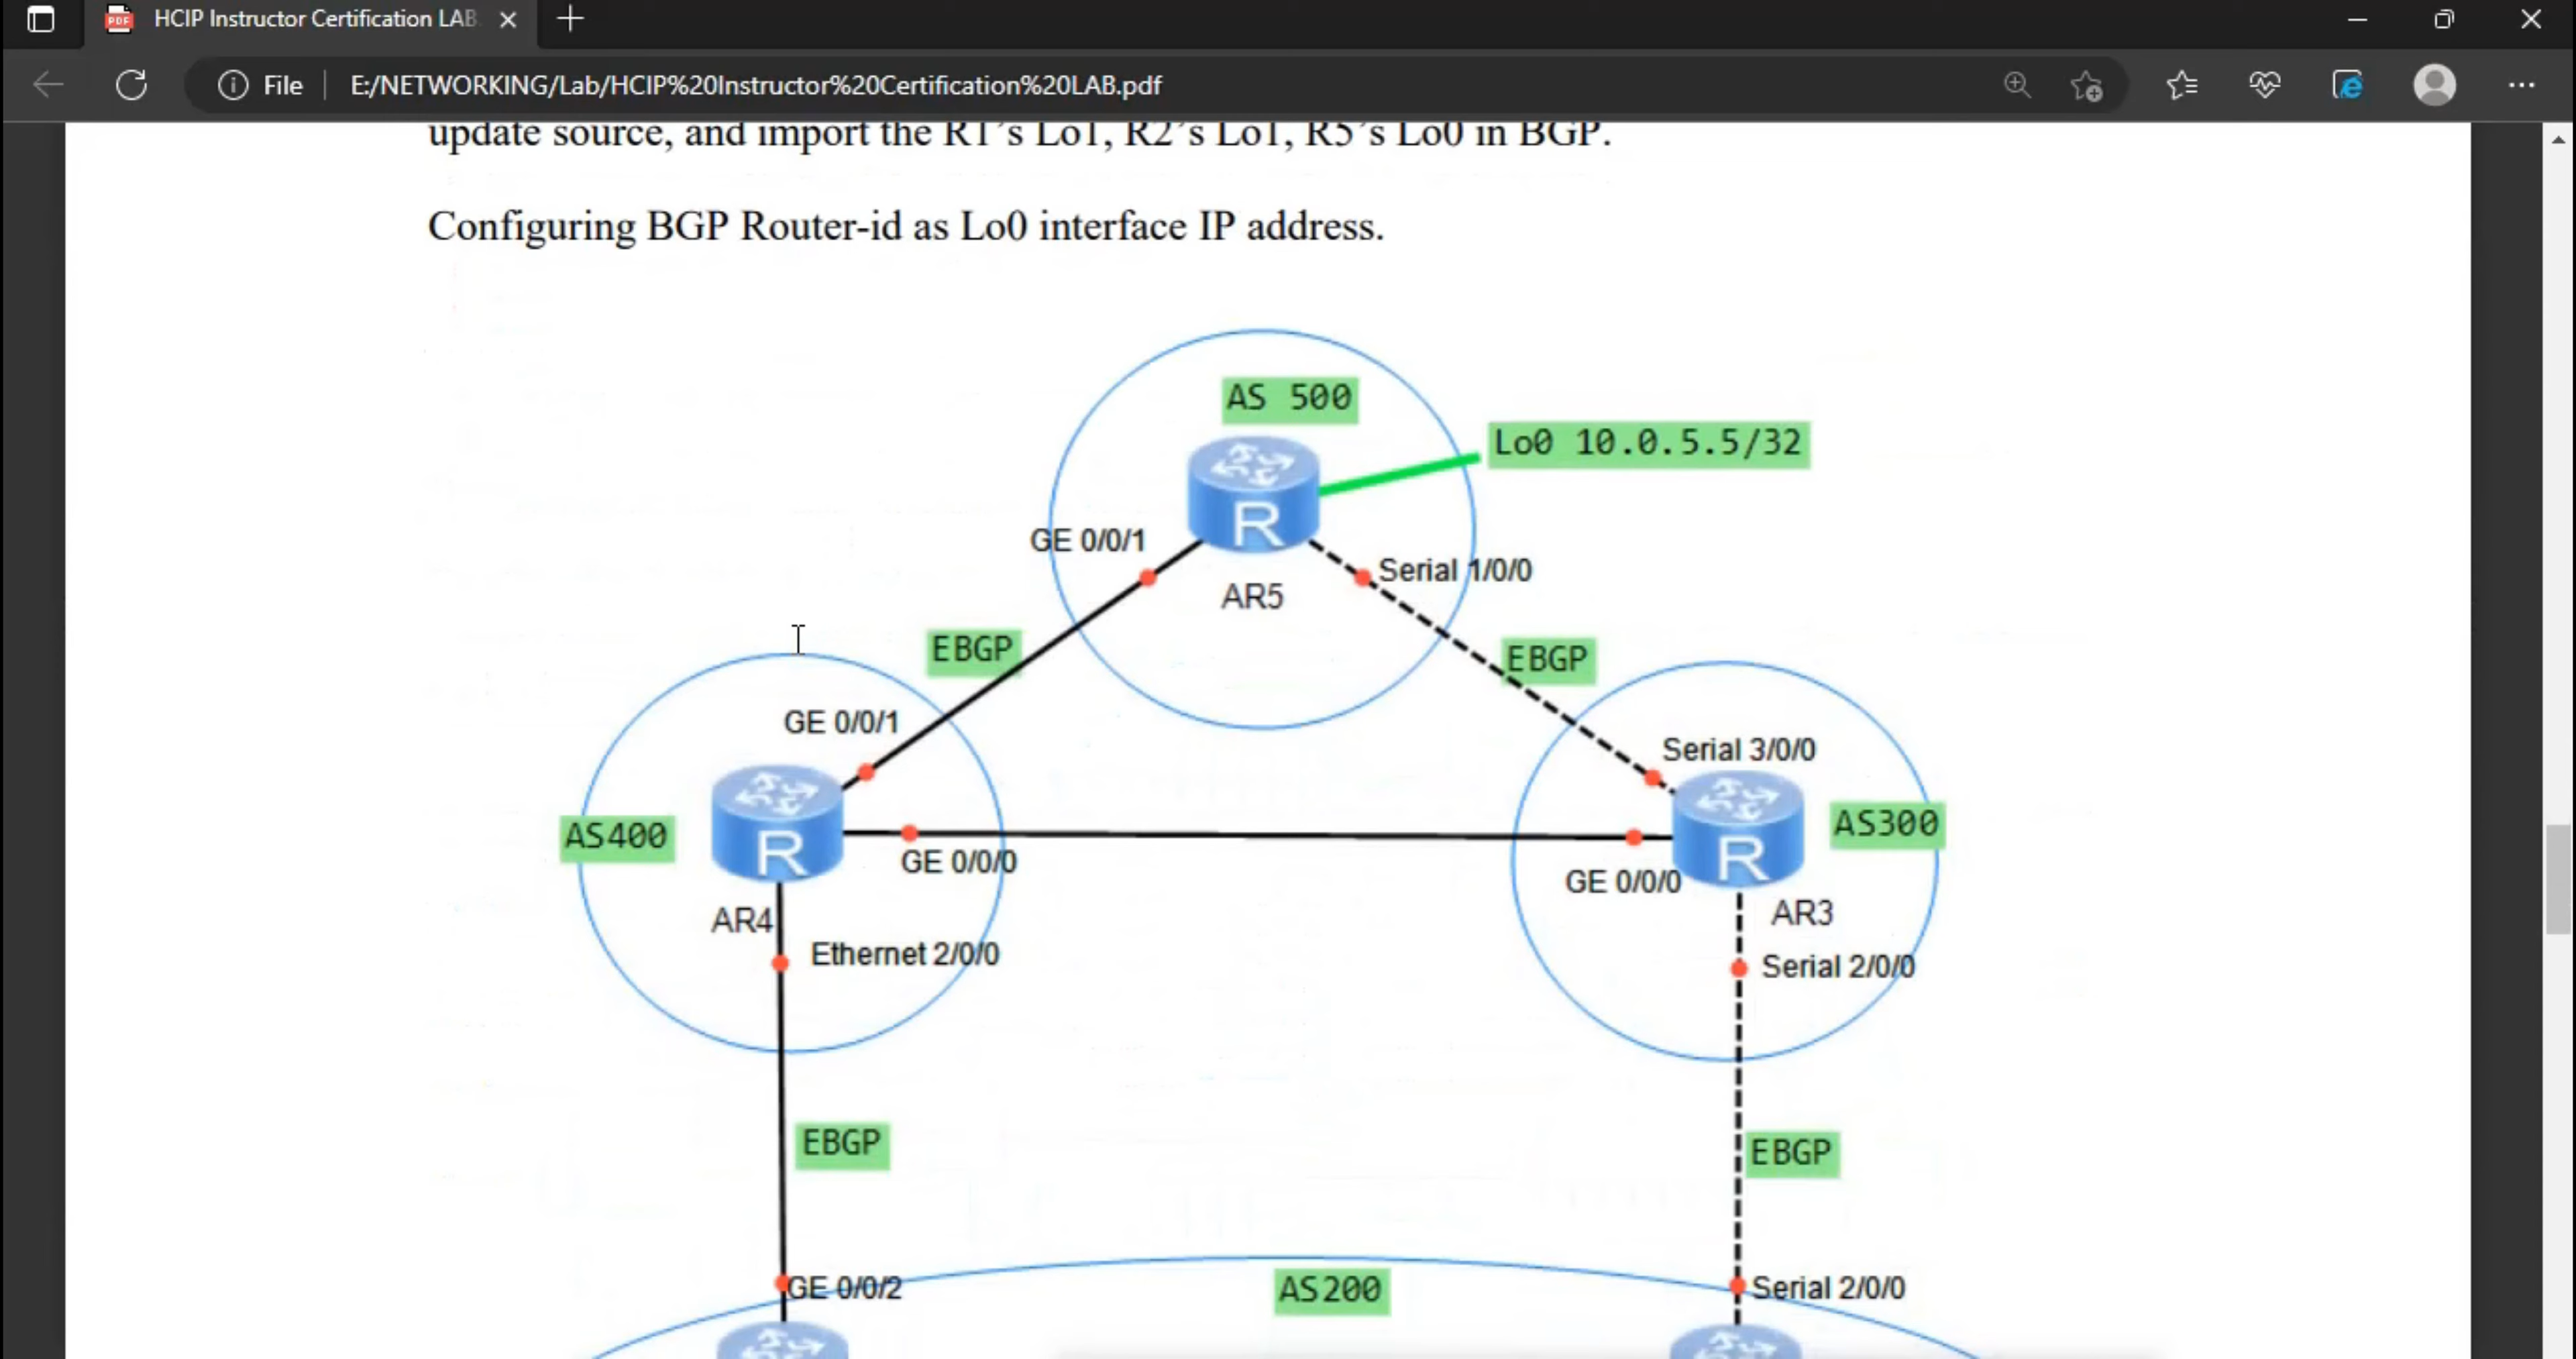 HCIP Instructor Certification LAB
File
E:/NETWORKING/Lab/HCIP%20Instructor%20Certification%20LAB.pdf
update source, and import the R1's Lo1, R2's Lo1, R5's Lo0 in BGP.
Configuring BGP Router-id as Lo0 interface IP address.
AS 500
Lo0 10.0.5.5/32
R
GE 0/0/1
Serial 1/0/0
AR5
EBGP
EBGP
GE 0/0/1
Serial 3/0/0
AS400
R
R
AS300
GE 0/0/0
GE 0/0/0
AR4
AR3
Ethernet 2/0/0
Serial 2/0/0
EBGP
EBGP
GE 0/0/2
AS200
Serial 2/0/0